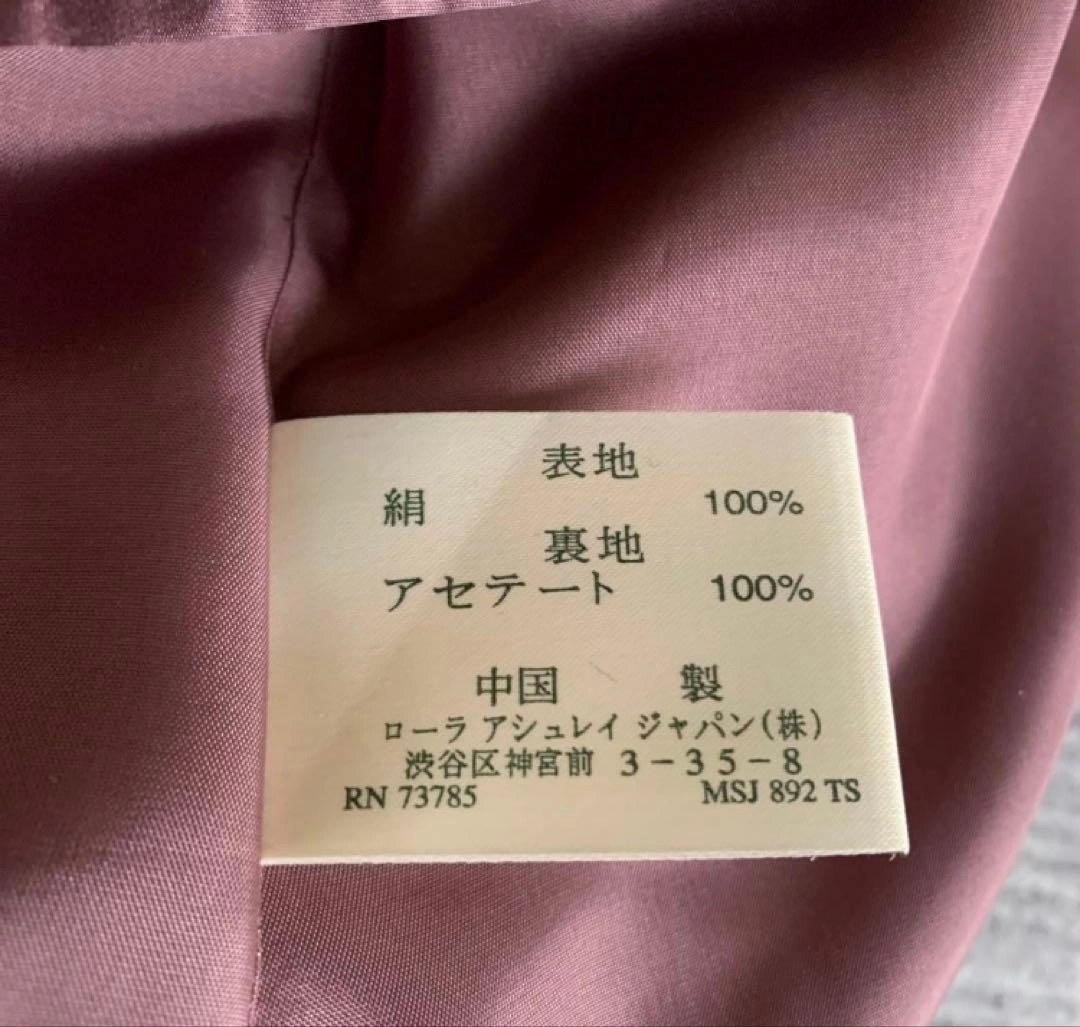 表地
絹 100%
裏地
アセテート 100%
中国 製
ローラ アシュレイ ジャパン(株)
渋谷区神宮前 3-35-8
RN 73785 MSJ 892 TS